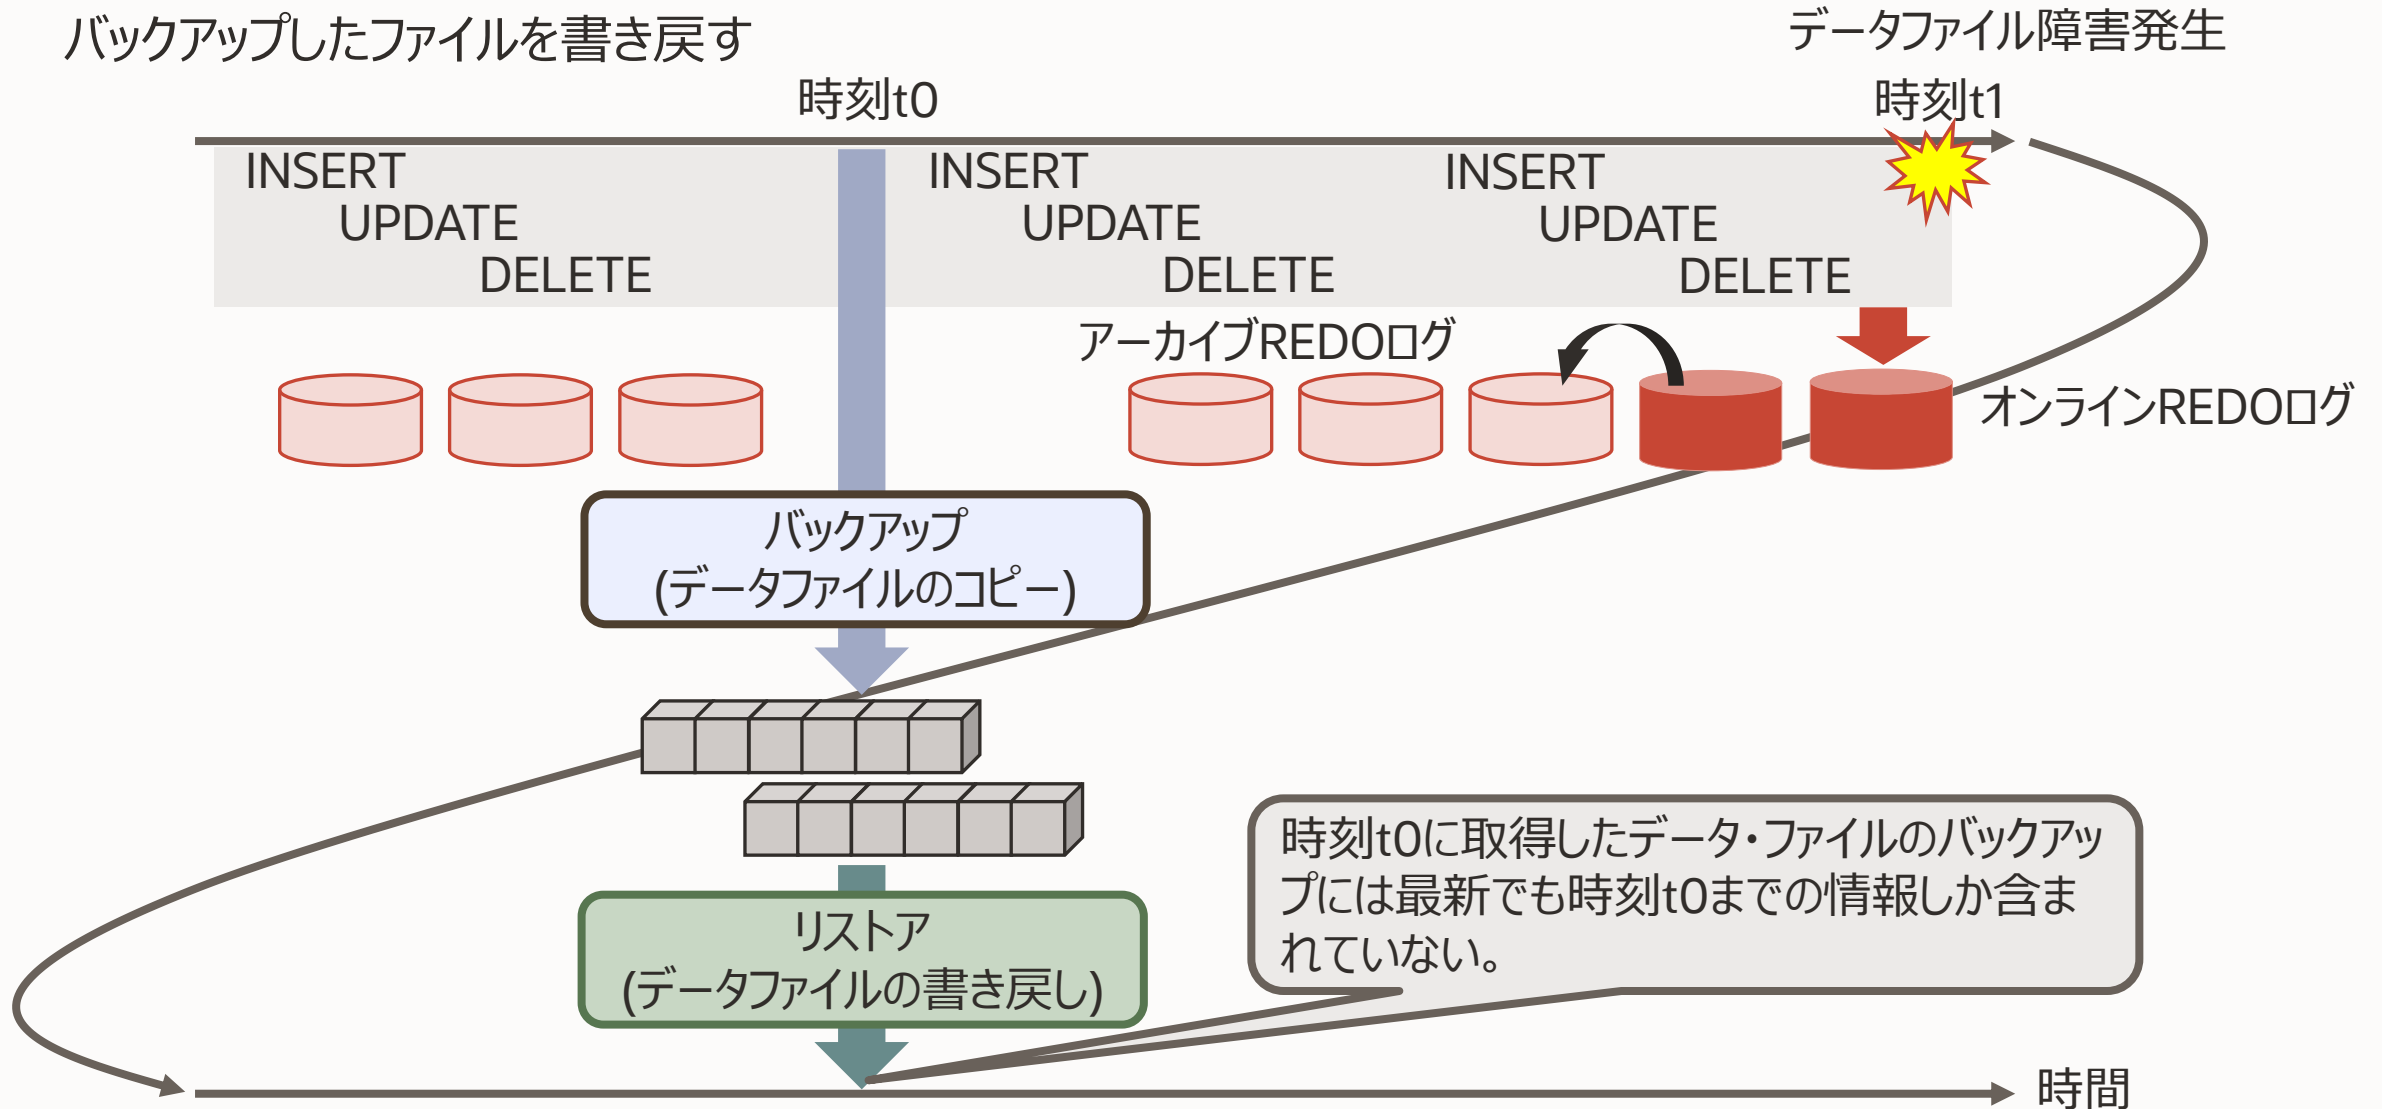 バックアップしたファイルを書き戻す
データファイル障害発生
時刻t0
時刻t1
INSERT
UPDATE
DELETE
INSERT
UPDATE
DELETE
INSERT
UPDATE
DELETE
アーカイブREDOログ
オンラインREDOログ
バックアップ
(データファイルのコピー)
時刻t0に取得したデータ・ファイルのバックアッ
プには最新でも時刻t0までの情報しか含ま
れていない。
リストア
(データファイルの書き戻し)
時間